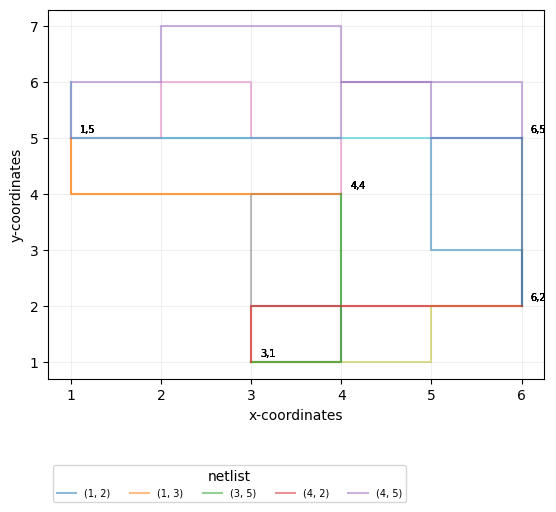 7
6
1,5
6,5
5
4,4
4
3
6,2
2
3,1
1
y-coordinates
1 2 3 4 5 6
x-coordinates
netlist
(1, 2) (1, 3) (3, 5) (4, 2) (4, 5)